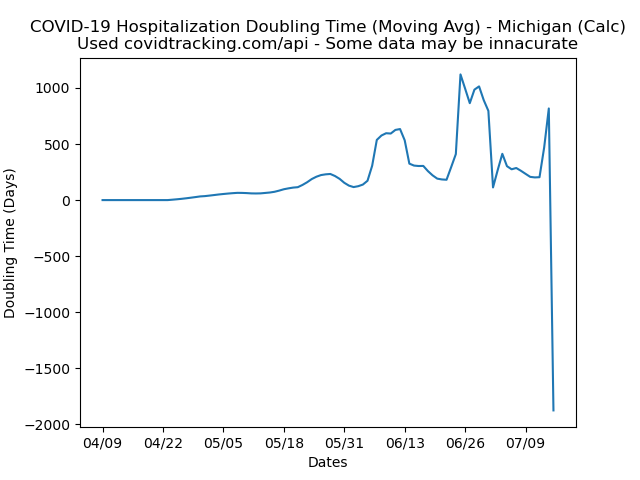 COVID-19 Hospitalization Doubling Time (Moving Avg) - Michigan (Calc)
Used covidtracking.com/api - Some data may be innacurate
1000
500
0
−500
−1000
−1500
−2000
Doubling Time (Days)
04/09 04/22 05/05 05/18 05/31 06/13 06/26 07/09
Dates